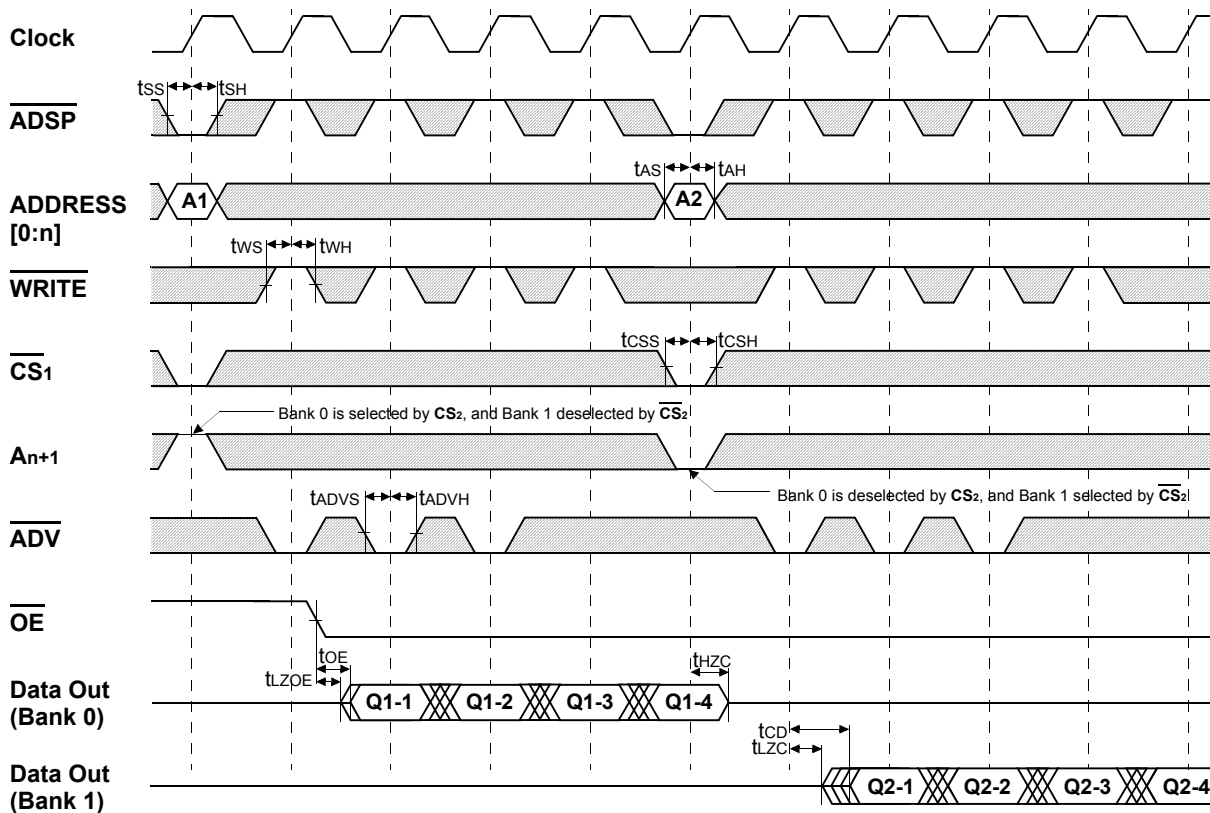 Clock
tSS tSH
ADSP
tAS tAH
ADDRESS
[0:n]
A1 A2
tWS tWH
WRITE
tCSS tCSH
CS1
Bank 0 is selected by CS2, and Bank 1 deselected by CS2
An+1
Bank 0 is deselected by CS2, and Bank 1 selected by CS2
tADVS tADVH
ADV
OE
tOE
tHZC
tLZOE
Data Out
(Bank 0)
Q1-1 Q1-2 Q1-3 Q1-4
tCD
tLZC
Data Out
(Bank 1)
Q2-1 Q2-2 Q2-3 Q2-4